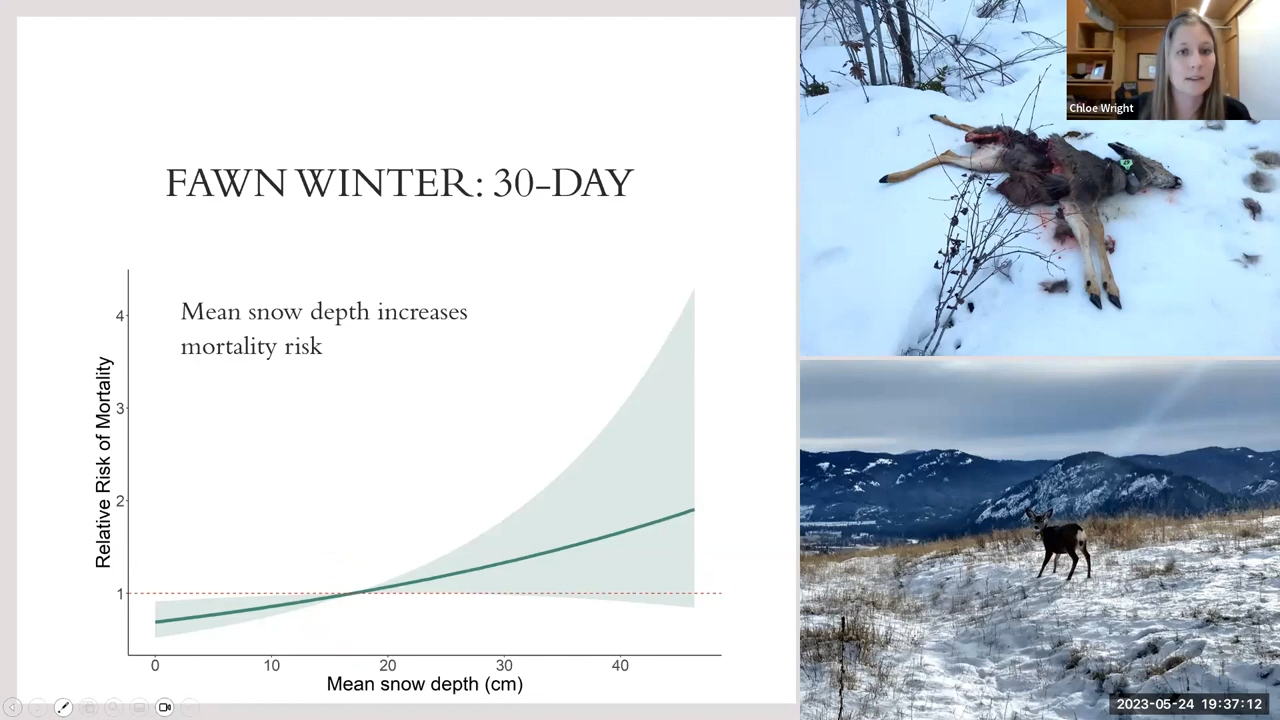 FAWN WINTER: 30-DAY
Mean snow depth increases
mortality risk
Relative Risk of Mortality
4
3
2
1
0 10 20 30 40
Mean snow depth (cm)
Chloe Wright
2023-05-24 19:37:12